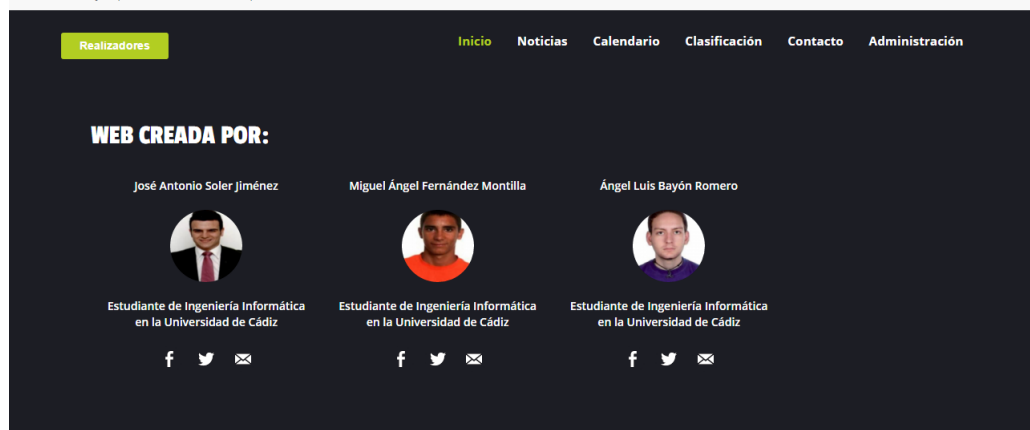 Realizadores
Inicio Noticias Calendario Clasificación Contacto Administración
WEB CREADA POR:
José Antonio Soler Jiménez
Miguel Ángel Fernández Montilla
Ángel Luis Bayón Romero
Estudiante de Ingeniería Informática
en la Universidad de Cádiz
Estudiante de Ingeniería Informática
en la Universidad de Cádiz
Estudiante de Ingeniería Informática
en la Universidad de Cádiz